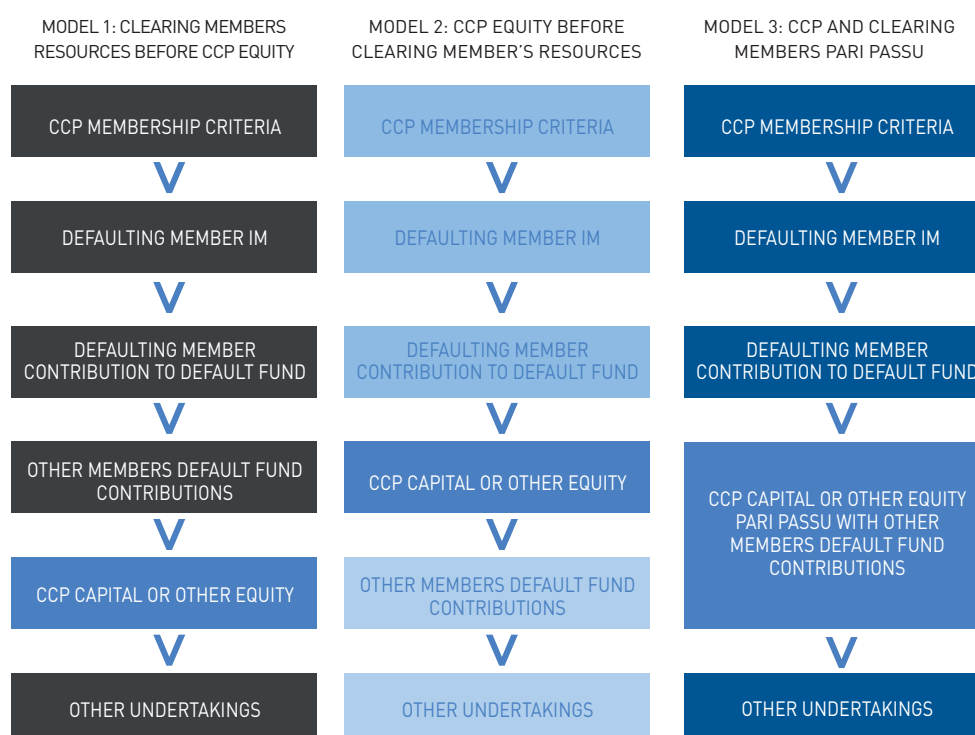 MODEL 1: CLEARING MEMBERS
RESOURCES BEFORE CCP EQUITY
CCP MEMBERSHIP CRITERIA
DEFAULTING MEMBER IM
DEFAULTING MEMBER
CONTRIBUTION TO DEFAULT FUND
OTHER MEMBERS DEFAULT FUND
CONTRIBUTIONS
CCP CAPITAL OR OTHER EQUITY
OTHER UNDERTAKINGS
MODEL 2: CCP EQUITY BEFORE
CLEARING MEMBER'S RESOURCES
CCP MEMBERSHIP CRITERIA
DEFAULTING MEMBER IM
DEFAULTING MEMBER
CONTRIBUTION TO DEFAULT FUND
CCP CAPITAL OR OTHER EQUITY
OTHER MEMBERS DEFAULT FUND
CONTRIBUTIONS
OTHER UNDERTAKINGS
MODEL 3: CCP AND CLEARING
MEMBERS PARI PASSU
CCP MEMBERSHIP CRITERIA
DEFAULTING MEMBER IM
DEFAULTING MEMBER
CONTRIBUTION TO DEFAULT FUND
CCP CAPITAL OR OTHER EQUITY
PARI PASSU WITH OTHER
MEMBERS DEFAULT FUND
CONTRIBUTIONS
OTHER UNDERTAKINGS